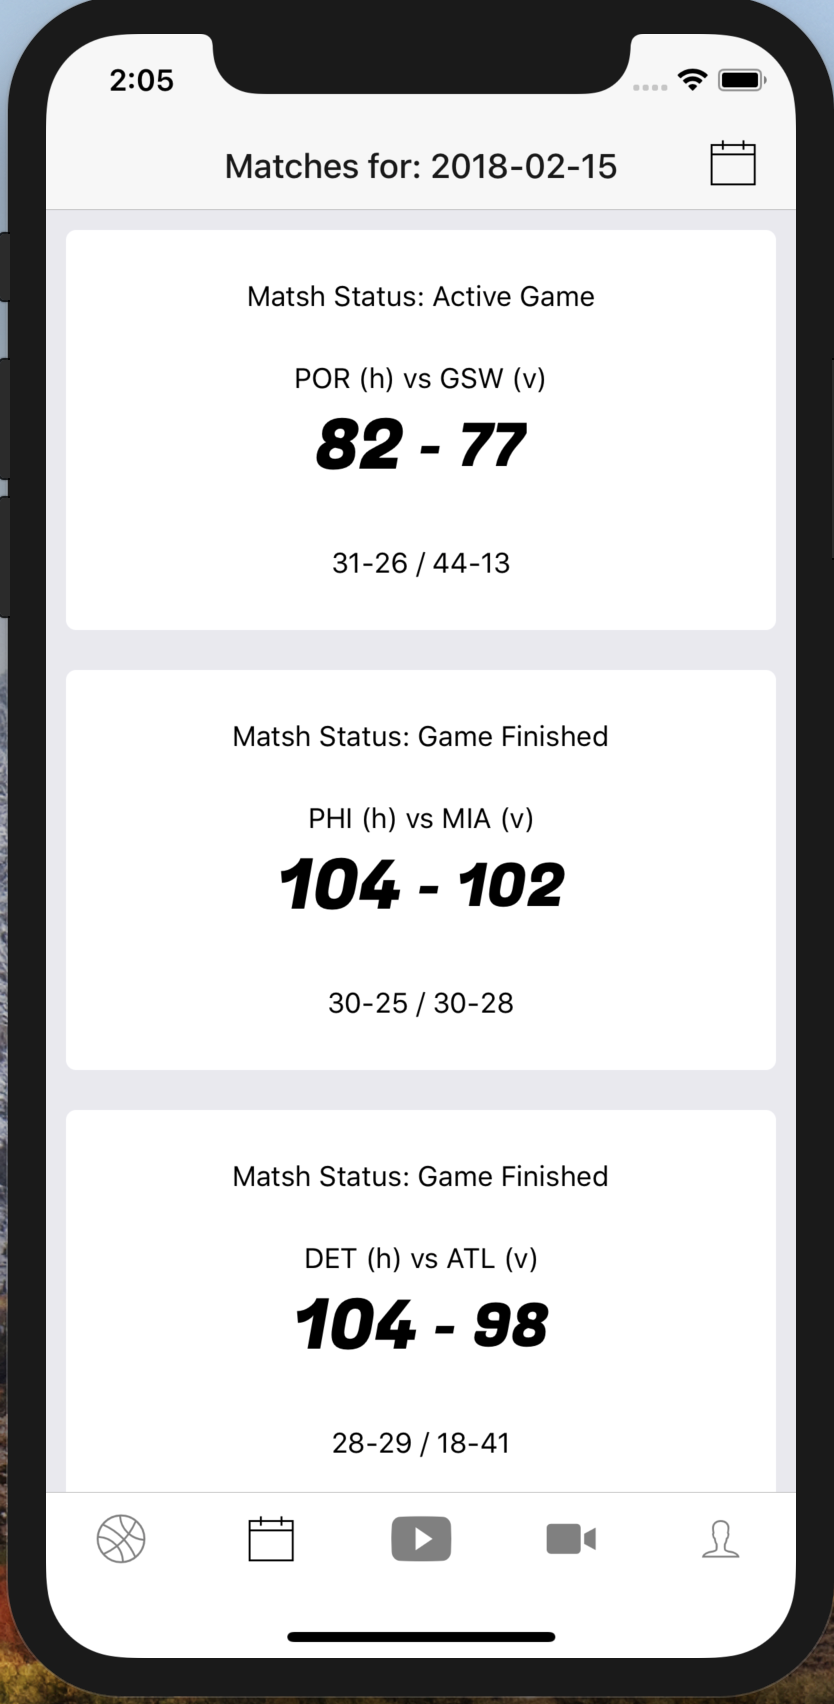 2:05
Matches for: 2018-02-15
Matsh Status: Active Game
POR (h) vs GSW (v)
82 - 77
31-26 / 44-13
Matsh Status: Game Finished
PHI (h) vs MIA (v)
104 - 102
30-25 / 30-28
Matsh Status: Game Finished
DET (h) vs ATL (v)
104 - 98
28-29 / 18-41